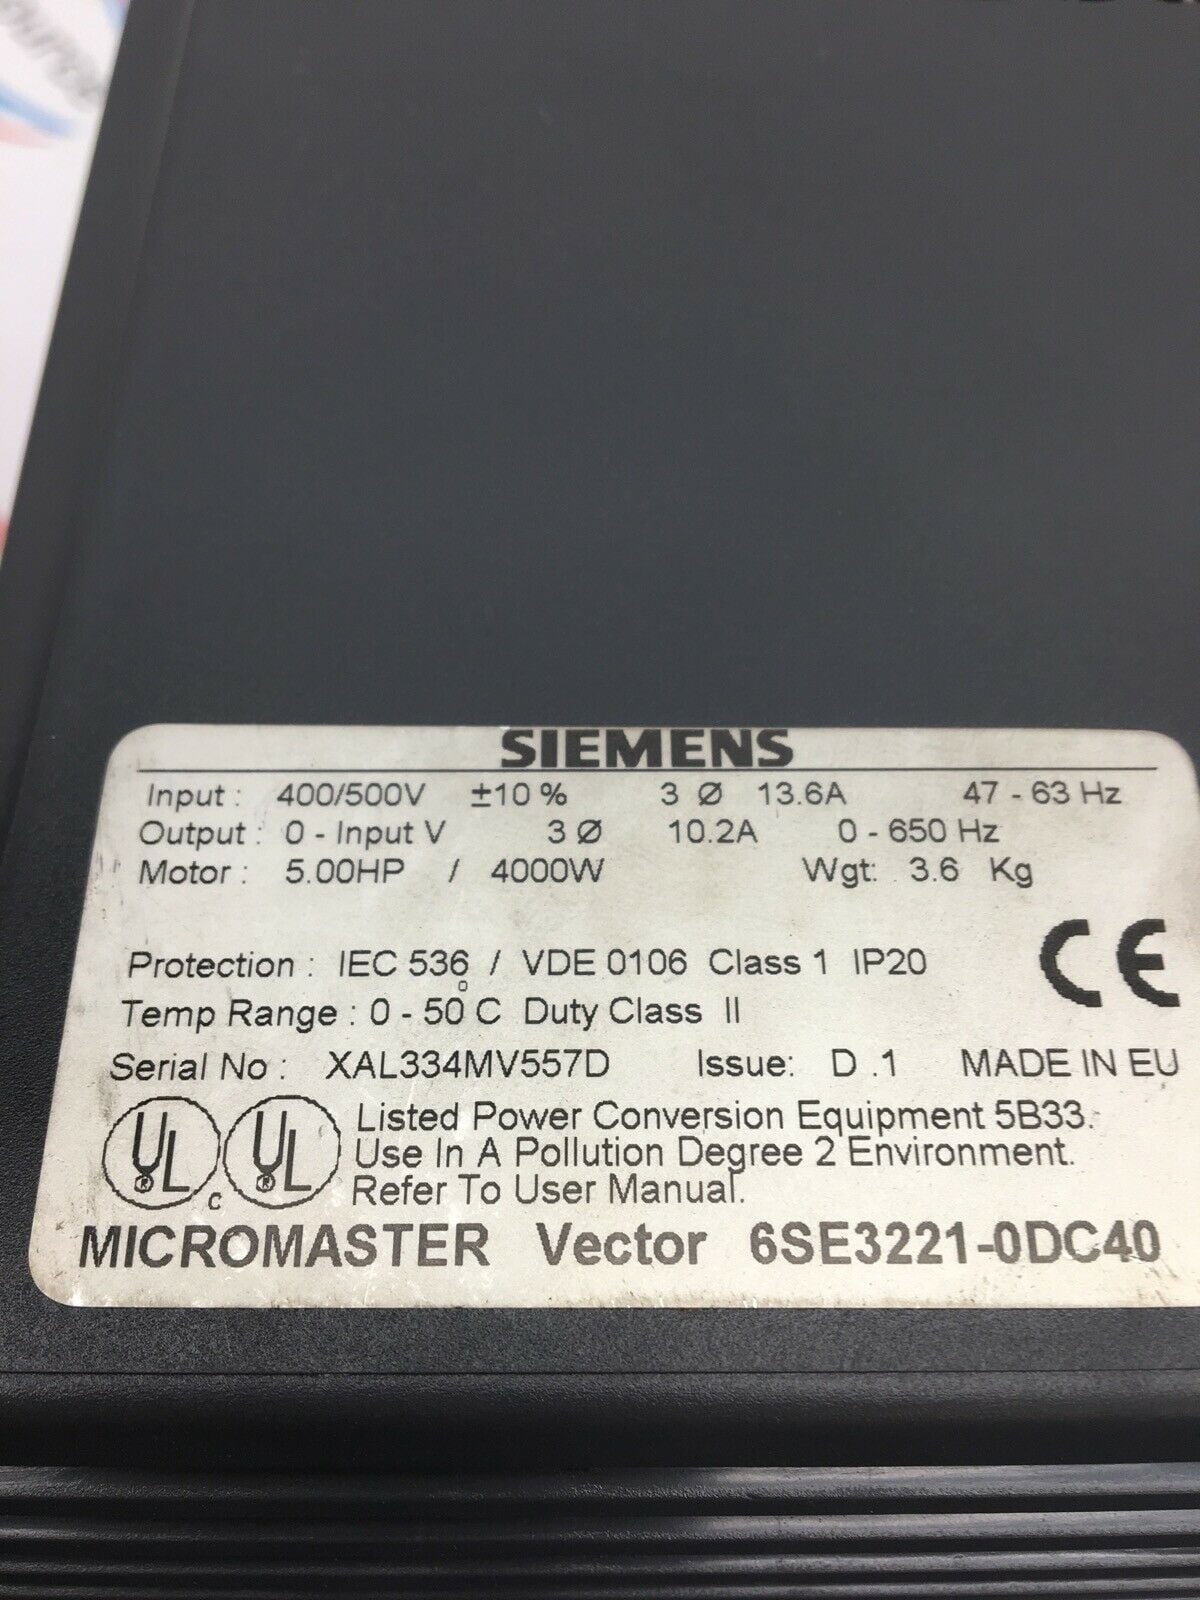 SIEMENS
Input : 400/500V ±10 % 3 Ø 13.6A 47 - 63 Hz
Output : 0 - Input V 3 Ø 10.2A 0 - 650 Hz
Motor : 5.00HP / 4000W Wgt: 3.6 Kg
Protection : IEC 536 / VDE 0106 Class 1 IP20
CE
Temp Range : 0 - 50°C Duty Class II
Serial No : XAL334MV557D Issue: D .1 MADE IN EU
UL® c UL® Listed Power Conversion Equipment 5B33.
Use In A Pollution Degree 2 Environment.
Refer To User Manual.
MICROMASTER Vector 6SE3221-0DC40